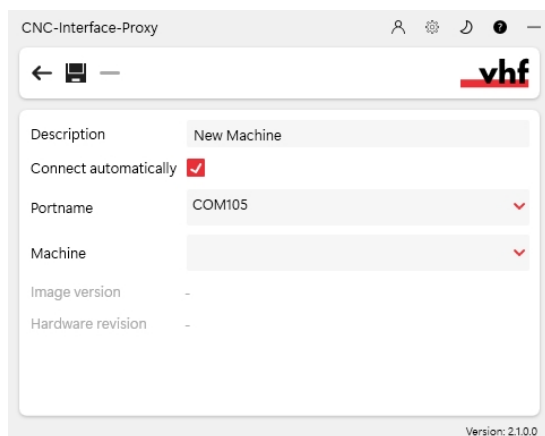 CNC-Interface-Proxy
vhf
Description New Machine
Connect automatically
Portname COM105
Machine
Image version -
Hardware revision -
Version: 2.1.0.0